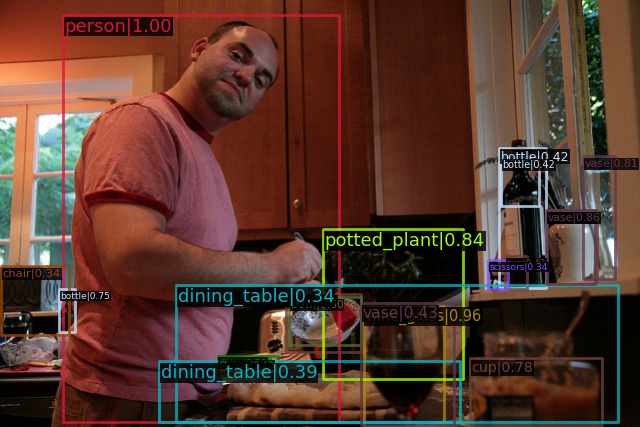 person|1.00
bottle|0.42
bottle|0.42
vase|0.81
vase|0.86
potted_plant|0.84
scissors|0.34
chair|0.34
bottle|0.75
dining_table|0.34
vase|0.43
s|0.96
dining_table|0.39
cup|0.78